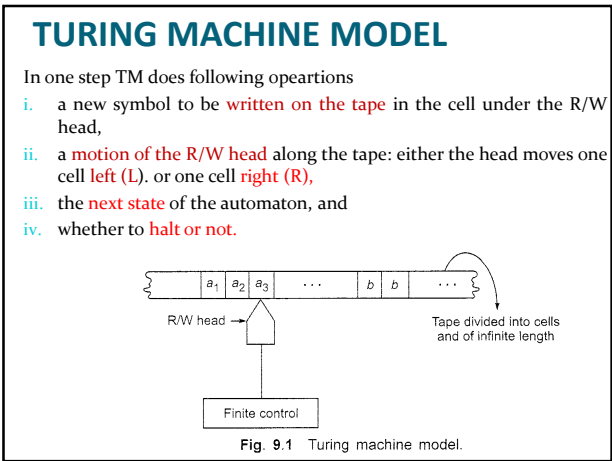 TURING MACHINE MODEL
In one step TM does following opeartions
i. a new symbol to be written on the tape in the cell under the R/W
head,
ii. a motion of the R/W head along the tape: either the head moves one
cell left (L). or one cell right (R),
iii. the next state of the automaton, and
iv. whether to halt or not.
a1 a2 a3 ... b b ...
R/W head
Tape divided into cells
and of infinite length
Finite control
Fig. 9.1 Turing machine model.